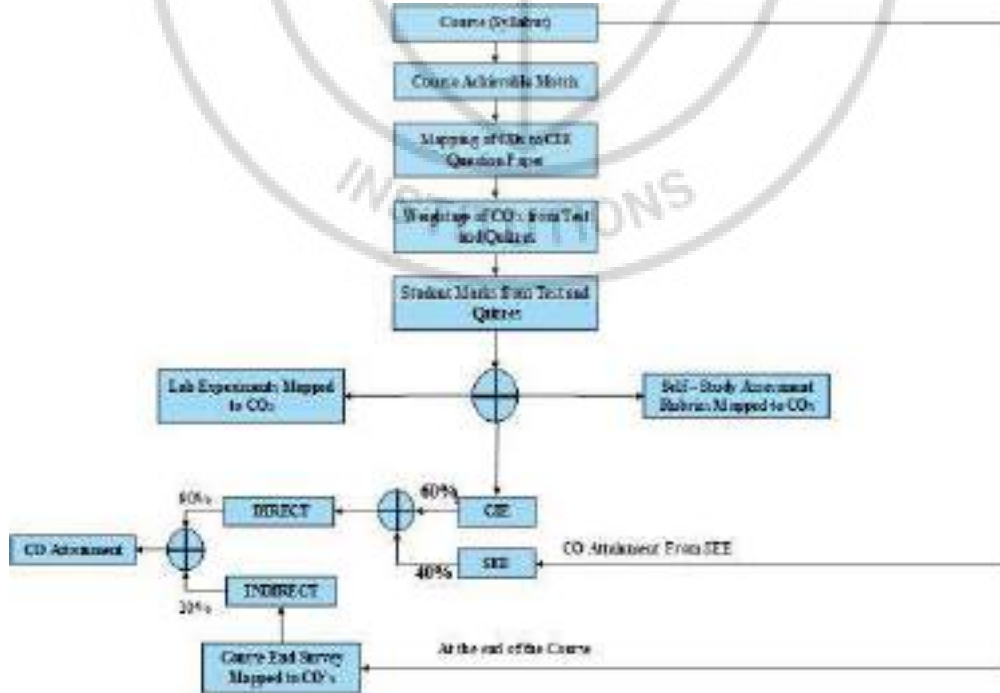 Course (Syllabus)
Course Achievable Match
Mapping of COs to CIE
Question Paper
INSTITUTIONS
Weightage of COs from Test
and Quizzes
Student Marks from Test and
Quizzes
Lab Experiments Mapped
to COs
Self - Study Assessment
Rubrics Mapped to COs
60%
CIE
DIRECT
CO Attainment From SEE
CO Attainment
SEE
40%
INDIRECT
20%
At the end of the Course
Course End Survey
Mapped to CO's